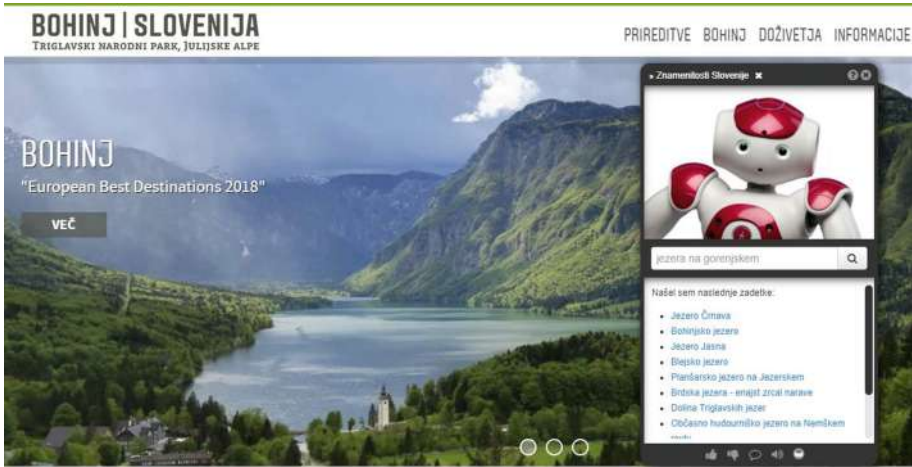 BOHINJ | SLOVENIJA
TRIGLAVSKI NARODNI PARK, JULIJSKE ALPE
PRIREDITVE BOHINJ DOŽIVETJA INFORMACIJE
BOHINJ
"European Best Destinations 2018"
VEČ
» Znamenitosti Slovenije ✖
jezera na gorenjskem
Našel sem naslednje zadetke:
• Jezero Črnava
• Bohinjsko jezero
• Jezero Jasna
• Blejsko jezero
• Planšarsko jezero na Jezerskem
• Brdska jezera - enajst zrcal narave
• Dolina Triglavskih jezer
• Občasno hudourniško jezero na Nemškem